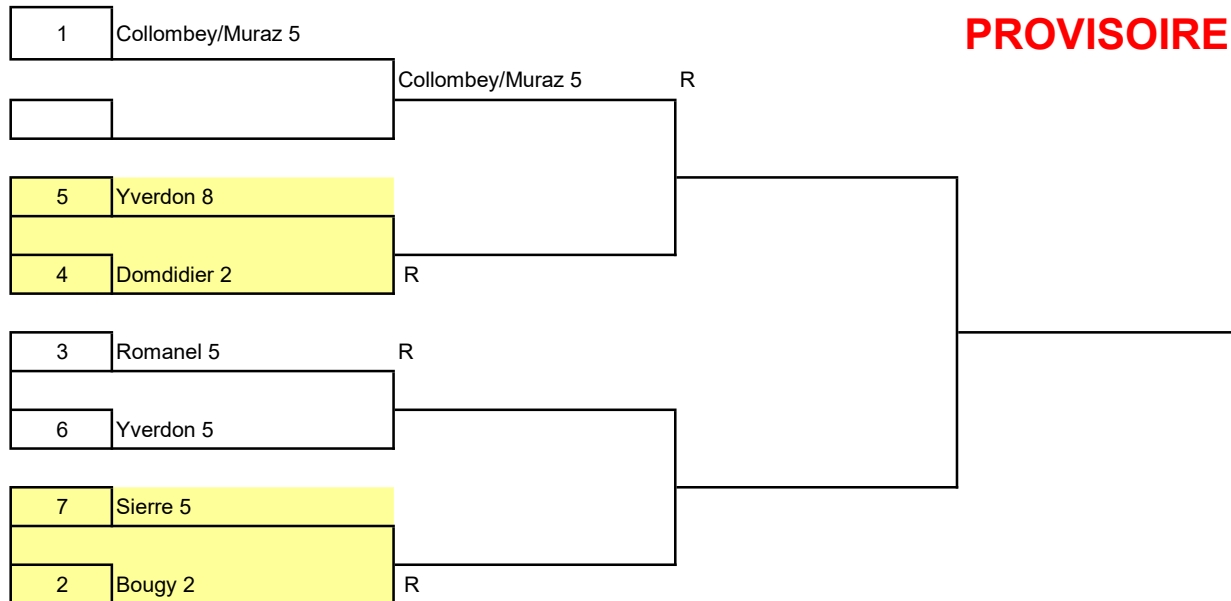 PROVISOIRE
1 Collombey/Muraz 5
Collombey/Muraz 5 R
5 Yverdon 8
4 Domdidier 2 R
3 Romanel 5 R
6 Yverdon 5
7 Sierre 5
2 Bougy 2 R